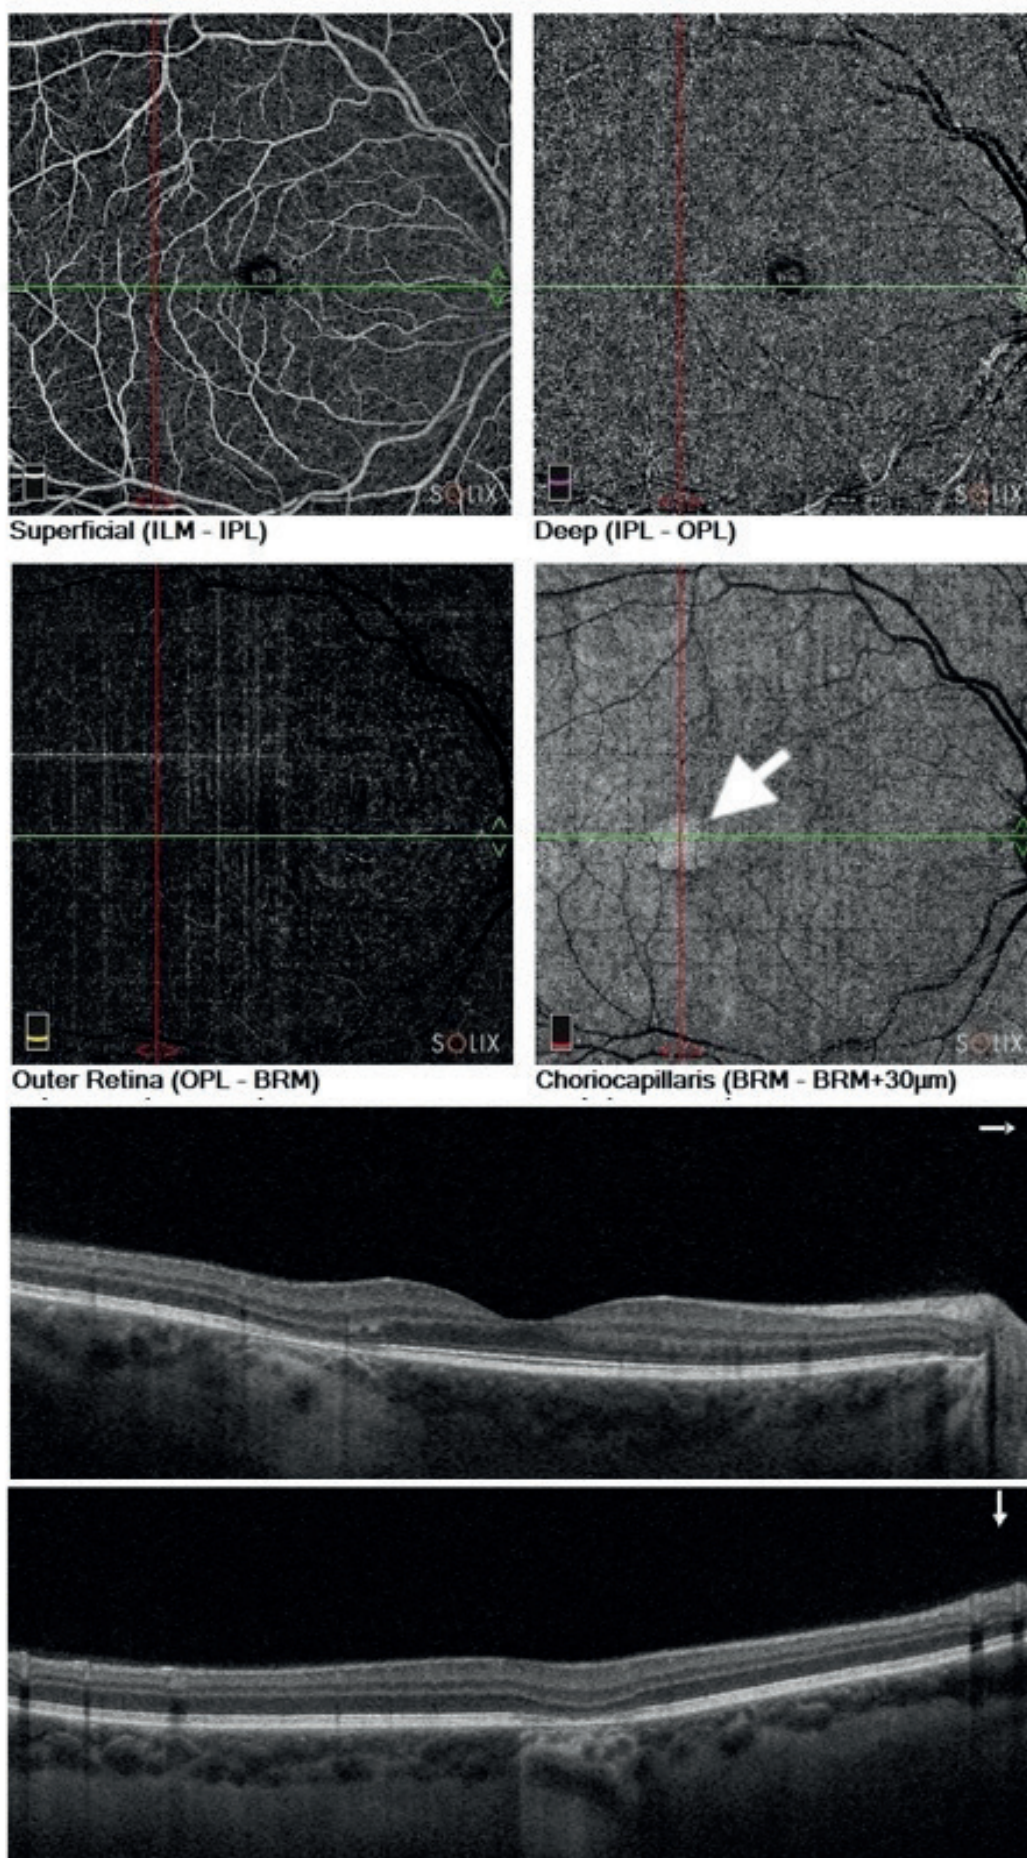 SOLIX
SOLIX
Superficial (ILM - IPL)
Deep (IPL - OPL)
SOLIX
SOLIX
Outer Retina (OPL - BRM)
Choriocapillaris (BRM - BRM+30µm)